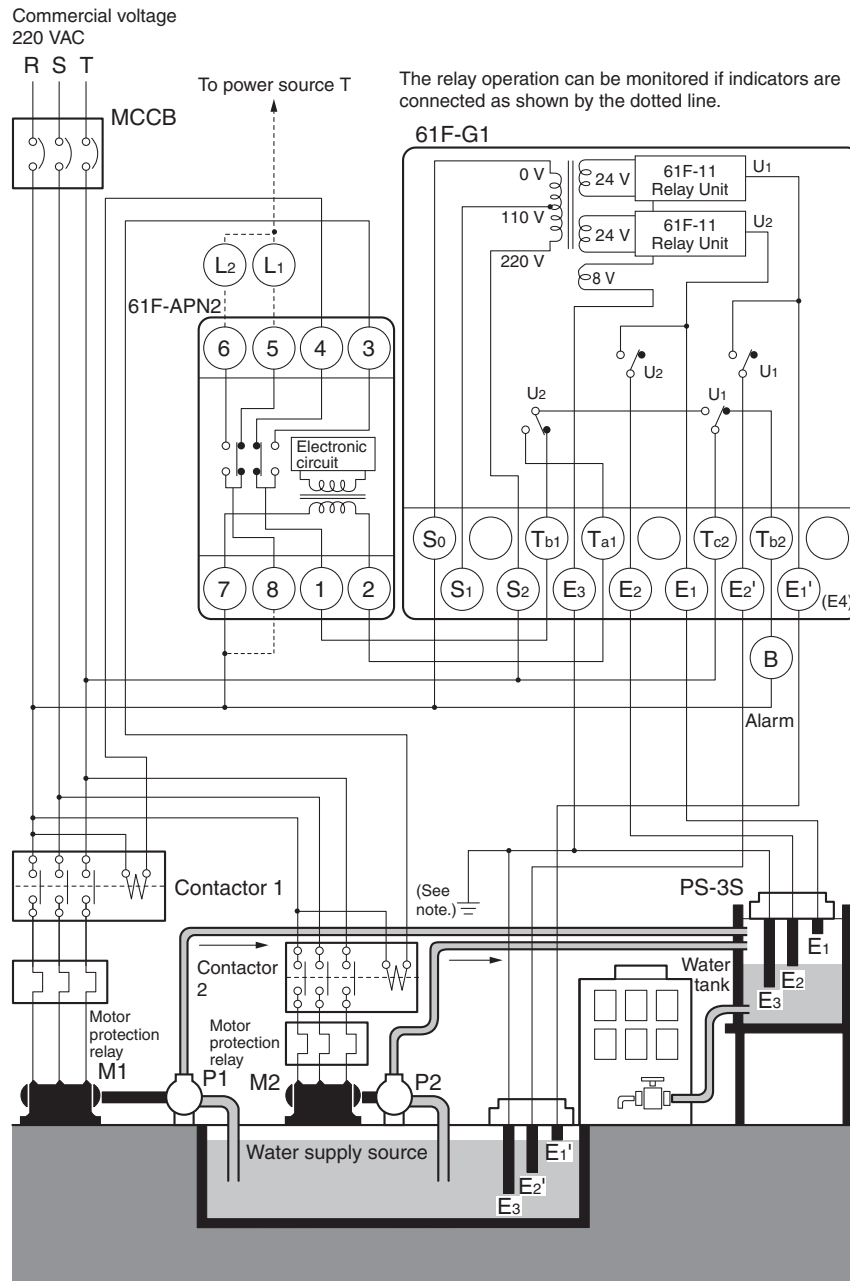 Commercial voltage
220 VAC
R S T
MCCB
To power source T
The relay operation can be monitored if indicators are
connected as shown by the dotted line.
61F-G1
0 V
110 V
220 V
24 V
24 V
8 V
61F-11
Relay Unit
U1
61F-11
Relay Unit
U2
L2 L1
61F-APN2
6 5 4 3
Electronic
circuit
7 8 1 2
U2
U1
U2
U1
S0 Tb1 Ta1 Tc2 Tb2
S1 S2 E3 E2 E1 E2' E1' (E4)
B
Alarm
Contactor 1
(See
note.)
PS-3S
Contactor
2
Water
tank
E1
E2
E3
Motor
protection
relay
Motor
protection
relay
M1
P1
M2
P2
Water supply source
E1'
E2'
E3